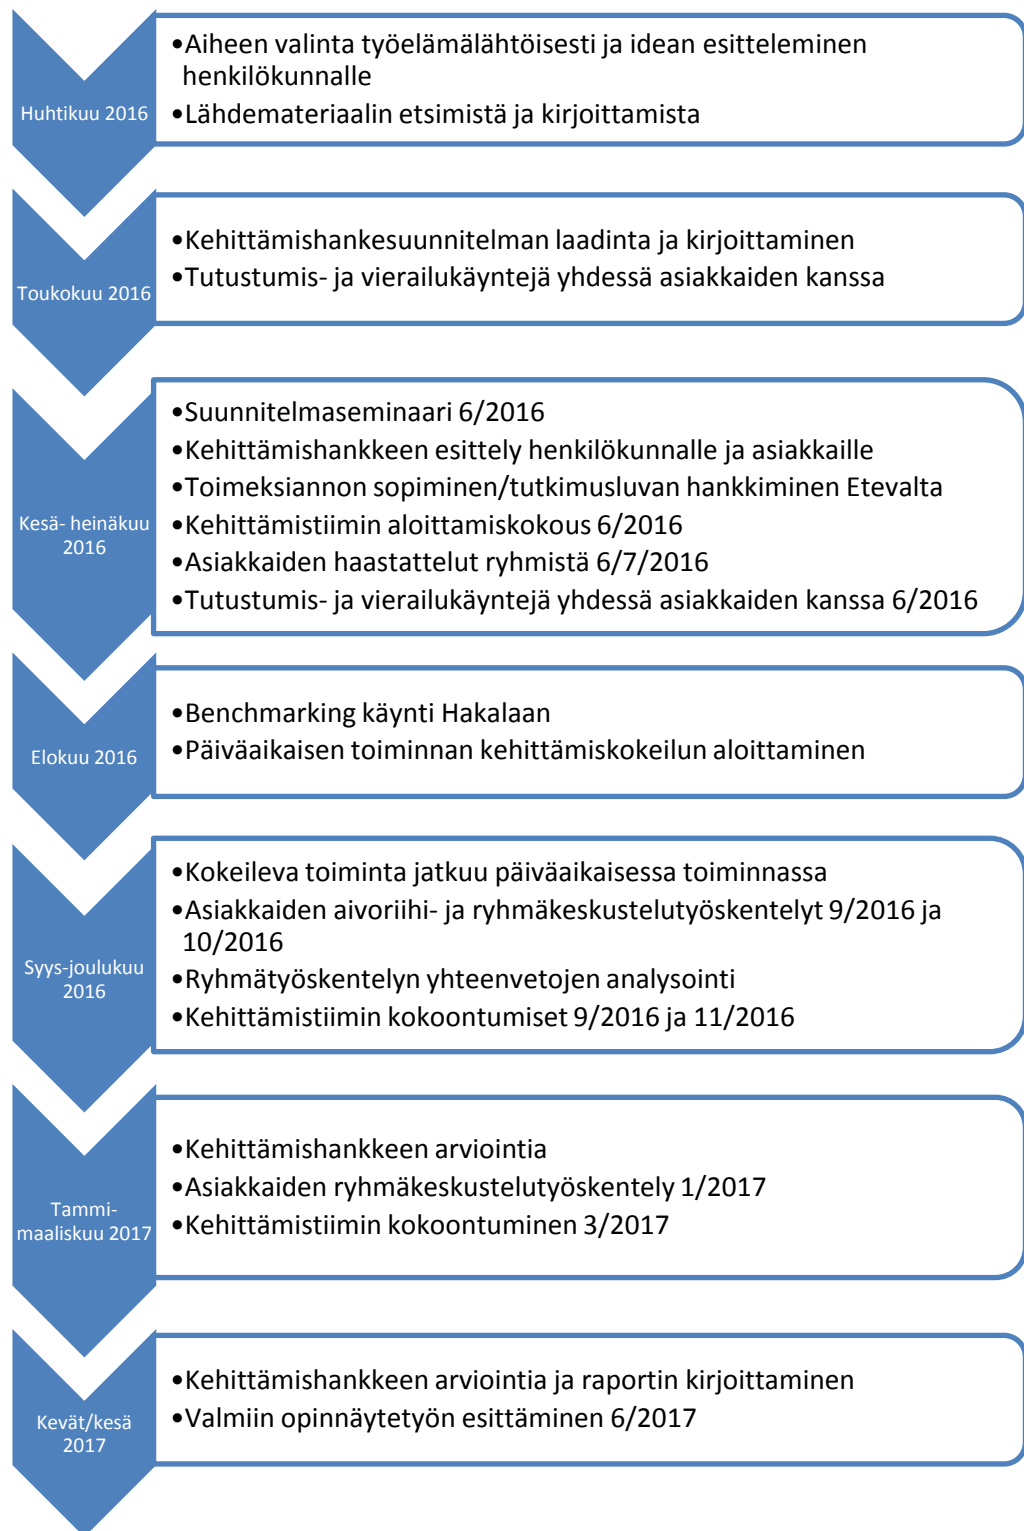 Huhtikuu 2016
•Aiheen valinta työelämälähtöisesti ja idean esitteleminen
henkilökunnalle
•Lähdemateriaalin etsimistä ja kirjoittamista
Toukokuu 2016
•Kehittämishankesuunnitelman laadinta ja kirjoittaminen
•Tutustumis- ja vierailukäyntejä yhdessä asiakkaiden kanssa
Kesä- heinäkuu
2016
•Suunnitelmaseminaari 6/2016
•Kehittämishankkeen esittely henkilökunnalle ja asiakkaille
•Toimeksiannon sopiminen/tutkimusluvan hankkiminen Etevalta
•Kehittämistiimin aloittamiskokous 6/2016
•Asiakkaiden haastattelut ryhmistä 6/7/2016
•Tutustumis- ja vierailukäyntejä yhdessä asiakkaiden kanssa 6/2016
Elokuu 2016
•Benchmarking käynti Hakalaan
•Päiväaikaisen toiminnan kehittämiskokeilun aloittaminen
Syys-joulukuu
2016
•Kokeileva toiminta jatkuu päiväaikaisessa toiminnassa
•Asiakkaiden aivoriihi- ja ryhmäkeskustelutyöskentelyt 9/2016 ja
10/2016
•Ryhmätyöskentelyn yhteenvetojen analysointi
•Kehittämistiimin kokoontumiset 9/2016 ja 11/2016
Tammi-
maaliskuu 2017
•Kehittämishankkeen arviointia
•Asiakkaiden ryhmäkeskustelutyöskentely 1/2017
•Kehittämistiimin kokoontuminen 3/2017
Kevät/kesä
2017
•Kehittämishankkeen arviointia ja raportin kirjoittaminen
•Valmiin opinnäytetyön esittäminen 6/2017